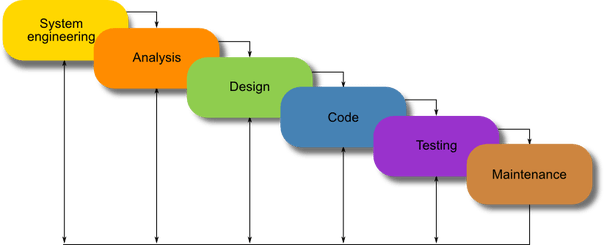 System
engineering
Analysis
Design
Code
Testing
Maintenance